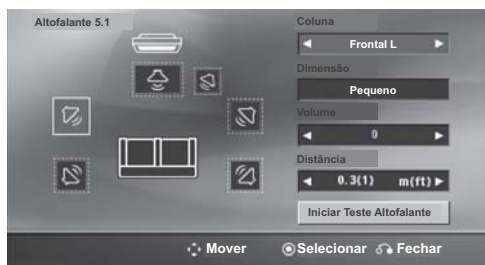 Altofalante 5.1
Coluna
Frontal L
Dimensão
Pequeno
Volume
0
Distância
0.3(1) m(ft)
Iniciar Teste Altofalante
Mover Selecionar Fechar